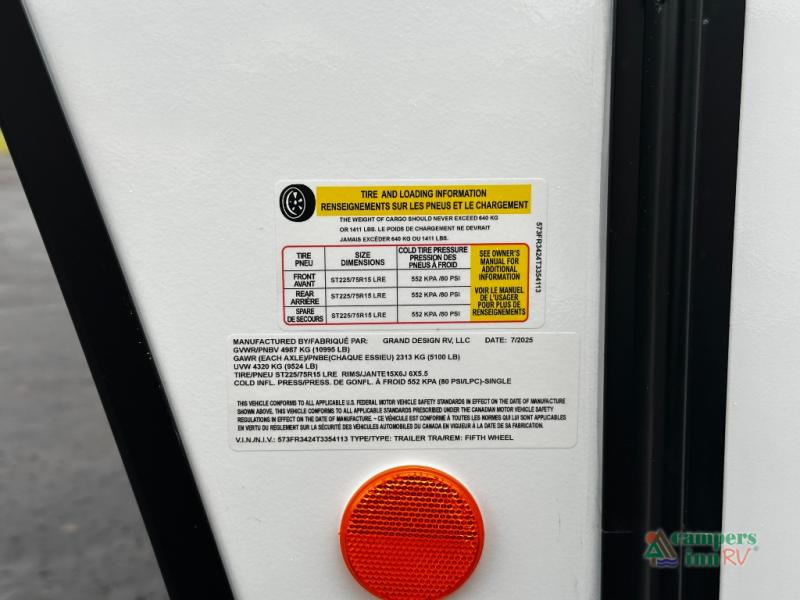 TIRE AND LOADING INFORMATION
RENSEIGNEMENTS SUR LES PNEUS ET LE CHARGEMENT
THE WEIGHT OF CARGO SHOULD NEVER EXCEED 640 KG
OR 1411 LBS. LE POIDS DE CHARGEMENT NE DEVRAIT
JAMAIS EXCÉDER 640 KG OU 1411 LBS.
TIRE
PNEU
SIZE
DIMENSIONS
COLD TIRE PRESSURE
PRESSION DES
PNEUS À FROID
FRONT
AVANT
ST225/75R15 LRE
552 KPA /80 PSI
REAR
ARRIÈRE
ST225/75R15 LRE
552 KPA /80 PSI
SPARE
DE SECOURS
ST225/75R15 LRE
552 KPA /80 PSI
SEE OWNER'S
MANUAL FOR
ADDITIONAL
INFORMATION
VOIR LE MANUEL
DE L'USAGER
POUR PLUS DE
RENSEIGNEMENTS
573FR3424T3354113
MANUFACTURED BY/FABRIQUÉ PAR: GRAND DESIGN RV, LLC DATE: 7/2025
GVWR/PNBV 4987 KG (10995 LB)
GAWR (EACH AXLE)/PNBE(CHAQUE ESSIEU) 2313 KG (5100 LB)
UVW 4320 KG (9524 LB)
TIRE/PNEU ST225/75R15 LRE RIMS/JANTE15X6J 6X5.5
COLD INFL. PRESS/PRESS. DE GONFL. À FROID 552 KPA (80 PSI/LPC)-SINGLE
THIS VEHICLE CONFORMS TO ALL APPLICABLE U.S. FEDERAL MOTOR VEHICLE SAFETY STANDARDS IN EFFECT ON THE DATE OF MANUFACTURE
SHOWN ABOVE. THIS VEHICLE CONFORMS TO ALL APPLICABLE STANDARDS PRESCRIBED UNDER THE CANADIAN MOTOR VEHICLE SAFETY
REGULATIONS IN EFFECT ON THE DATE OF MANUFACTURE. ~ CE VÉHICULE EST CONFORME À TOUTES LES NORMES QUI LUI SONT APPLICABLES
EN VERTU DU RÈGLEMENT SUR LA SÉCURITÉ DES VÉHICULES AUTOMOBILES DU CANADA EN VIGUEUR À LA DATE DE SA FABRICATION.
V.I.N./N.I.V.: 573FR3424T3354113 TYPE/TYPE: TRAILER TRA/REM: FIFTH WHEEL
campers
inn RV